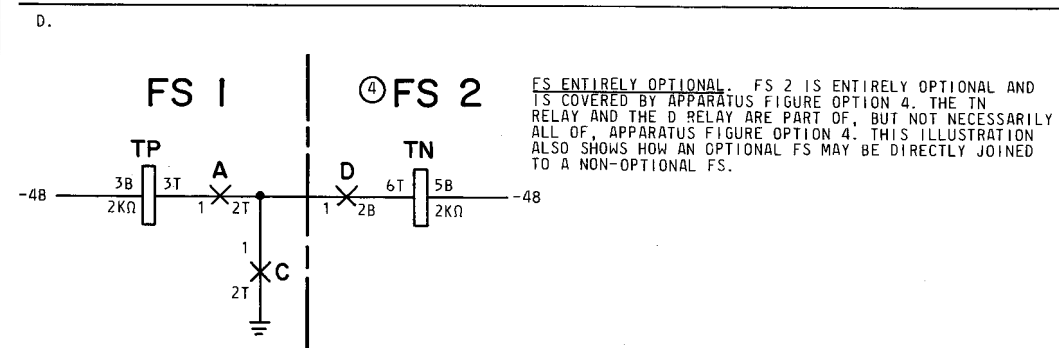 D.
FS 1
④ FS 2
FS ENTIRELY OPTIONAL. FS 2 IS ENTIRELY OPTIONAL AND
IS COVERED BY APPARATUS FIGURE OPTION 4. THE TN
RELAY AND THE D RELAY ARE PART OF, BUT NOT NECESSARILY
ALL OF, APPARATUS FIGURE OPTION 4. THIS ILLUSTRATION
ALSO SHOWS HOW AN OPTIONAL FS MAY BE DIRECTLY JOINED
TO A NON-OPTIONAL FS.
TP
A
D
TN
-48
3B
3T
6T
5B
-48
2KΩ
1
2T
1
2B
2KΩ
1
C
2T